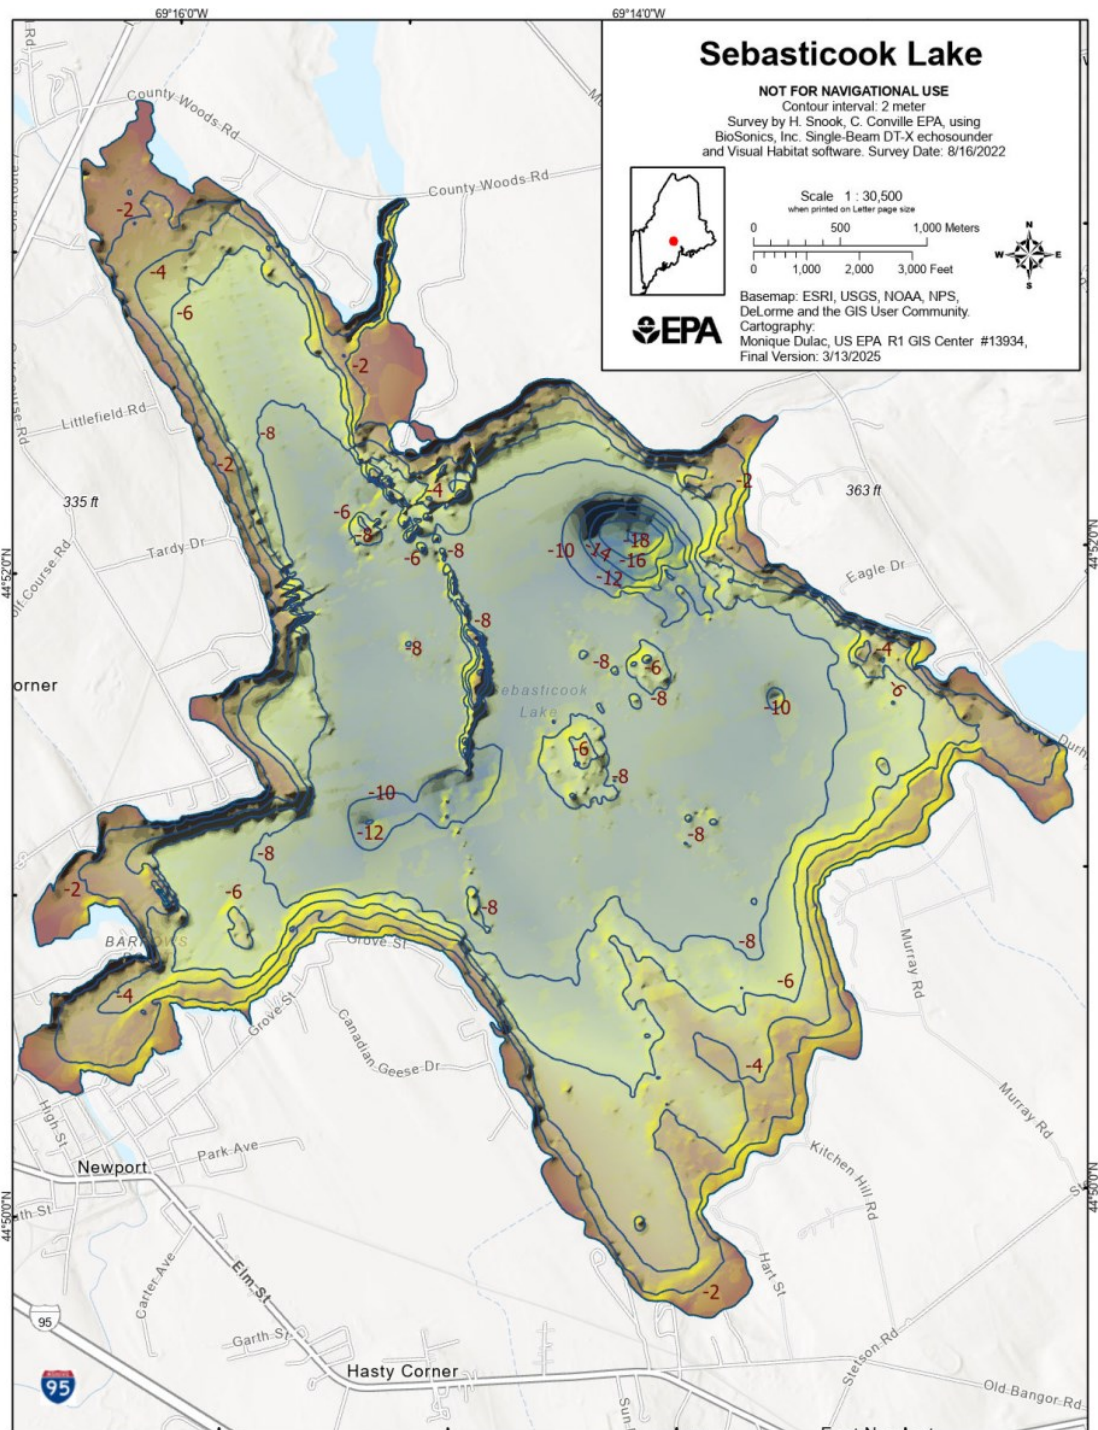 69°16'0"W
69°14'0"W
Sebasticook Lake
NOT FOR NAVIGATIONAL USE
Contour interval: 2 meter
Survey by H. Snook, C. Conville EPA, using
BioSonics, Inc. Single-Beam DT-X echosounder
and Visual Habitat software. Survey Date: 8/16/2022
Scale 1 : 30,500
when printed on Letter page size
0 500 1,000 Meters
0 1,000 2,000 3,000 Feet
N
W E
S
Basemap: ESRI, USGS, NOAA, NPS,
DeLorme and the GIS User Community.
Cartography:
Monique Dulac, US EPA R1 GIS Center #13934,
Final Version: 3/13/2025
EPA
Rd
County Woods Rd
County Woods Rd
-2
-4
-6
-2
Littlefield Rd
-8
-2
335 ft
363 ft
-4
-2
-6
-8
-6
-8
-10
-14
-18
-16
-12
Tardy Dr
44°52'0"N
44°52'0"N
Eagle Dr
-8
-8
-8
-6
-8
-4
-6
orner
Sebasticook
Lake
-10
-6
-8
-10
-12
-8
-8
-2
-6
-8
-8
-6
BARROWS
Grove St
Murray Rd
-4
Grove St
Canadian Geese Dr
-4
High St
Murray Rd
Park Ave
Newport
Kitchen Hill Rd
44°50'0"N
44°50'0"N
Carter Ave
Elm St
Hart St
-2
95
Garth St
Stetson Rd
Hasty Corner
95
Old Bangor Rd